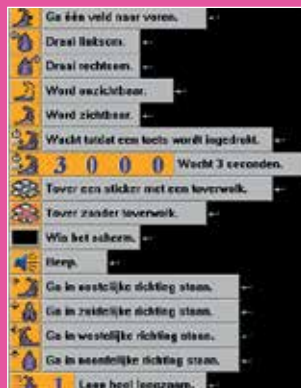 Ga één veld naar voren.
Draai linksom.
Draai rechtsom.
Word onzichtbaar.
Word zichtbaar.
Wacht totdat een toets wordt ingedrukt.
3 0 0 0 Wacht 3 seconden.
Tover een sticker met een toverwolk.
Tover zonder toverwolk.
Wis het scherm.
Beep.
Ga in oostelijke richting staan.
Ga in zuidelijke richting staan.
Ga in westelijke richting staan.
Ga in noordelijke richting staan.
1 Loop heel langzaam.